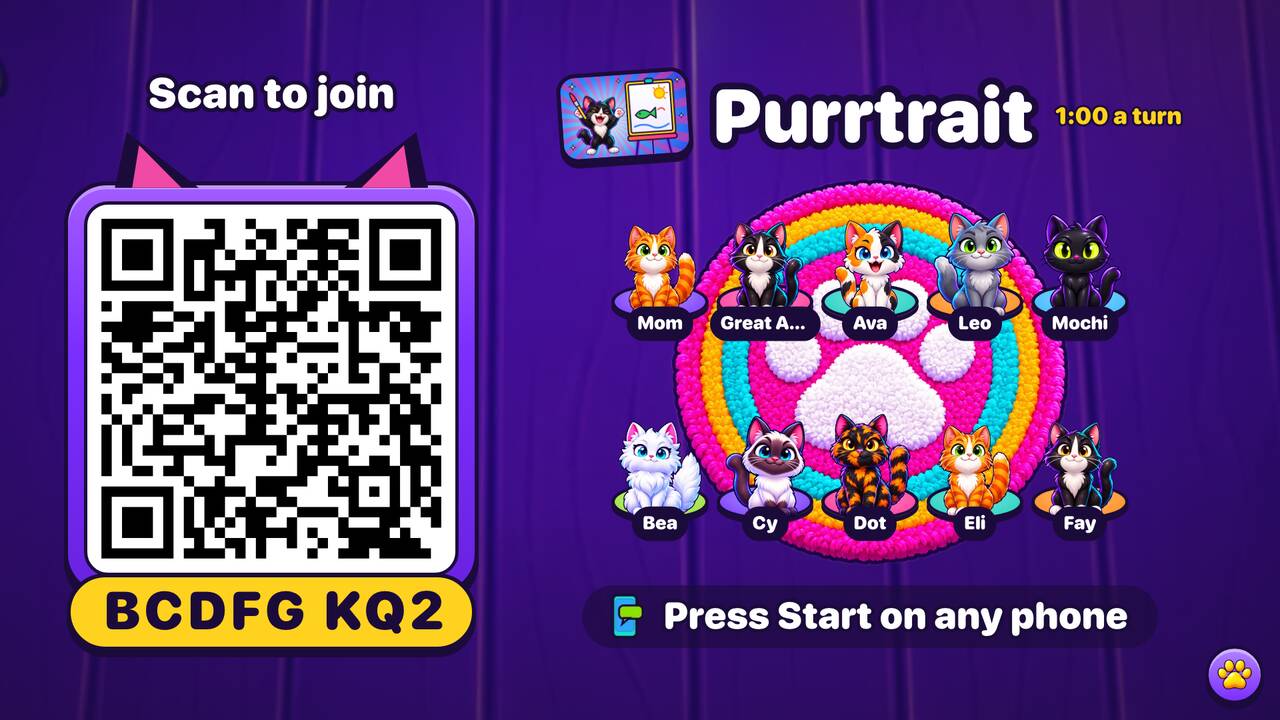 Scan to join
BCDFG KQ2
Purrtrait
1:00 a turn
Mom
Great A...
Ava
Leo
Mochi
Bea
Cy
Dot
Eli
Fay
Press Start on any phone